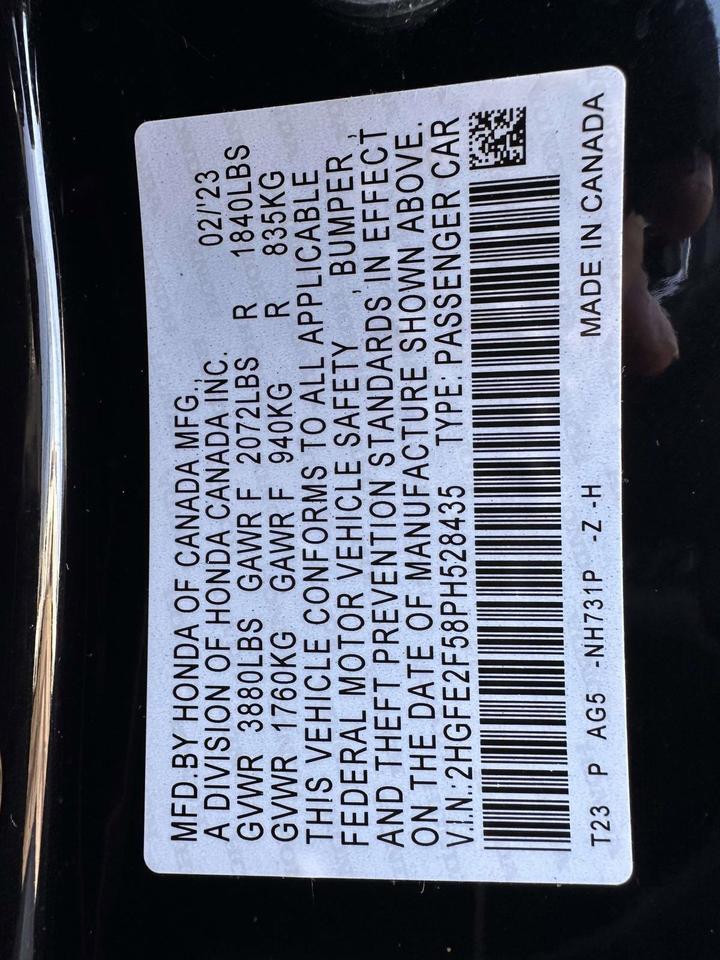 MFD.BY HONDA OF CANADA MFG.,
A DIVISION OF HONDA CANADA INC. 02/'23
GVWR 3880LBS GAWR F 2072LBS R 1840LBS
GVWR 1760KG GAWR F 940KG R 835KG
THIS VEHICLE CONFORMS TO ALL APPLICABLE
FEDERAL MOTOR VEHICLE SAFETY , BUMPER ,
AND THEFT PREVENTION STANDARDS IN EFFECT
ON THE DATE OF MANUFACTURE SHOWN ABOVE.
V.I.N.:2HGFE2F58PH528435 TYPE: PASSENGER CAR
T23 P AG5 -NH731P -Z -H MADE IN CANADA